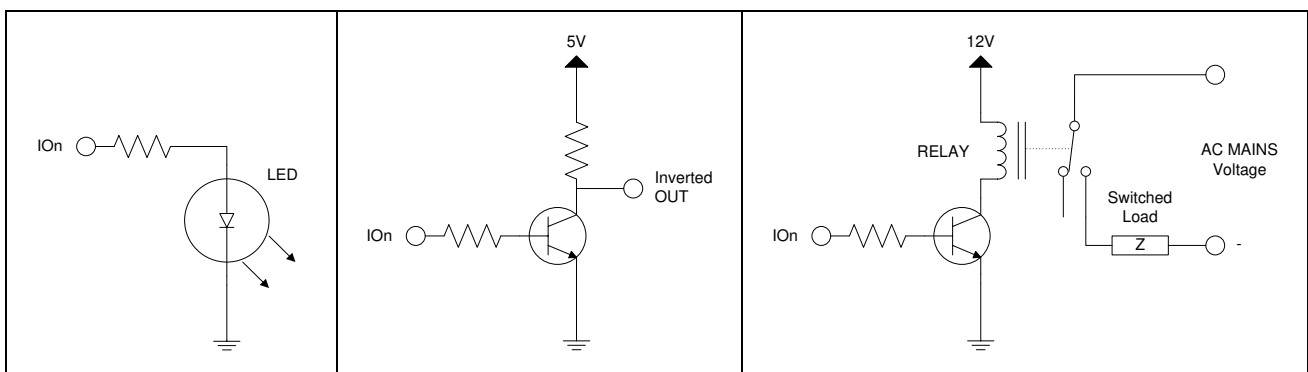 IOn
LED
5V
Inverted
OUT
IOn
12V
RELAY
AC MAINS
Voltage
Switched
Load
Z
-
IOn